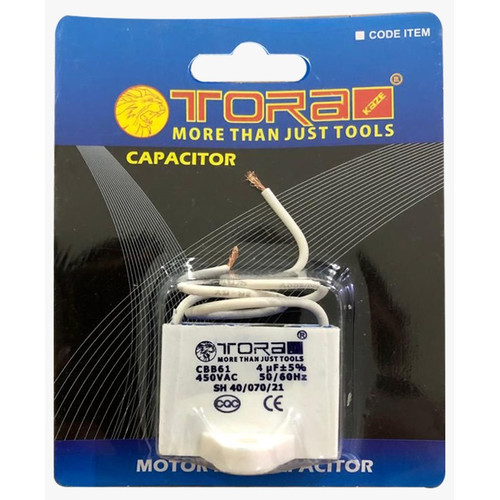 CODE ITEM
TORA KAZE ®
MORE THAN JUST TOOLS
CAPACITOR
TORA ®
MORE THAN JUST TOOLS
CBB61 4 µF±5%
450VAC 50/60Hz
SH 40/070/21
CQC CE
MOTOR CAPACITOR